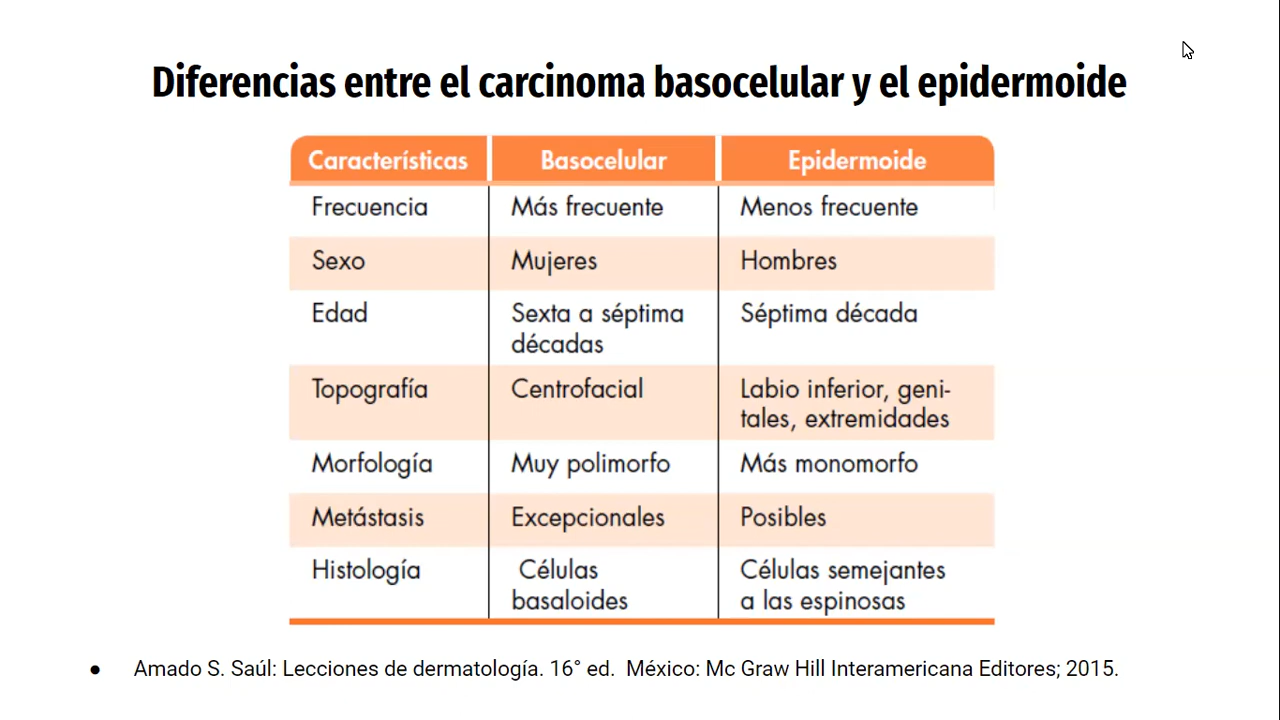 Diferencias entre el carcinoma basocelular y el epidermoide
Características Basocelular Epidermoide
Frecuencia Más frecuente Menos frecuente
Sexo Mujeres Hombres
Edad Sexta a séptima Séptima década
décadas
Topografía Centrofacial Labio inferior, geni-
tales, extremidades
Morfología Muy polimorfo Más monomorfo
Metástasis Excepcionales Posibles
Histología Células Células semejantes
basaloides a las espinosas
● Amado S. Saúl: Lecciones de dermatología. 16° ed. México: Mc Graw Hill Interamericana Editores; 2015.